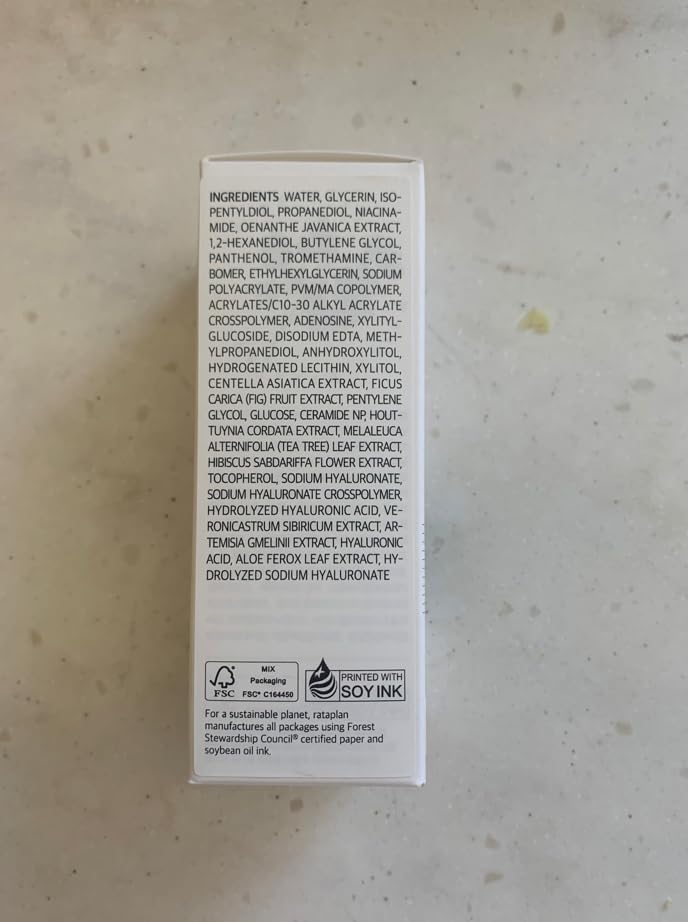 INGREDIENTS WATER, GLYCERIN, ISO-
PENTYLDIOL, PROPANEDIOL, NIACINA-
MIDE, OENANTHE JAVANICA EXTRACT,
1,2-HEXANEDIOL, BUTYLENE GLYCOL,
PANTHENOL, TROMETHAMINE, CAR-
BOMER, ETHYLHEXYLGLYCERIN, SODIUM
POLYACRYLATE, PVM/MA COPOLYMER,
ACRYLATES/C10-30 ALKYL ACRYLATE
CROSSPOLYMER, ADENOSINE, XYLITYL-
GLUCOSIDE, DISODIUM EDTA, METH-
YLPROPANEDIOL, ANHYDROXYLITOL,
HYDROGENATED LECITHIN, XYLITOL,
CENTELLA ASIATICA EXTRACT, FICUS
CARICA (FIG) FRUIT EXTRACT, PENTYLENE
GLYCOL, GLUCOSE, CERAMIDE NP, HOUT-
TUYNIA CORDATA EXTRACT, MELALEUCA
ALTERNIFOLIA (TEA TREE) LEAF EXTRACT,
HIBISCUS SABDARIFFA FLOWER EXTRACT,
TOCOPHEROL, SODIUM HYALURONATE,
SODIUM HYALURONATE CROSSPOLYMER,
HYDROLYZED HYALURONIC ACID, VE-
RONICASTRUM SIBIRICUM EXTRACT, AR-
TEMISIA GMELINII EXTRACT, HYALURONIC
ACID, ALOE FEROX LEAF EXTRACT, HY-
DROLYZED SODIUM HYALURONATE
FSC
MIX
Packaging
FSC® C164450
PRINTED WITH
SOY INK
For a sustainable planet, rataplan
manufactures all packages using Forest
Stewardship Council® certified paper and
soybean oil ink.